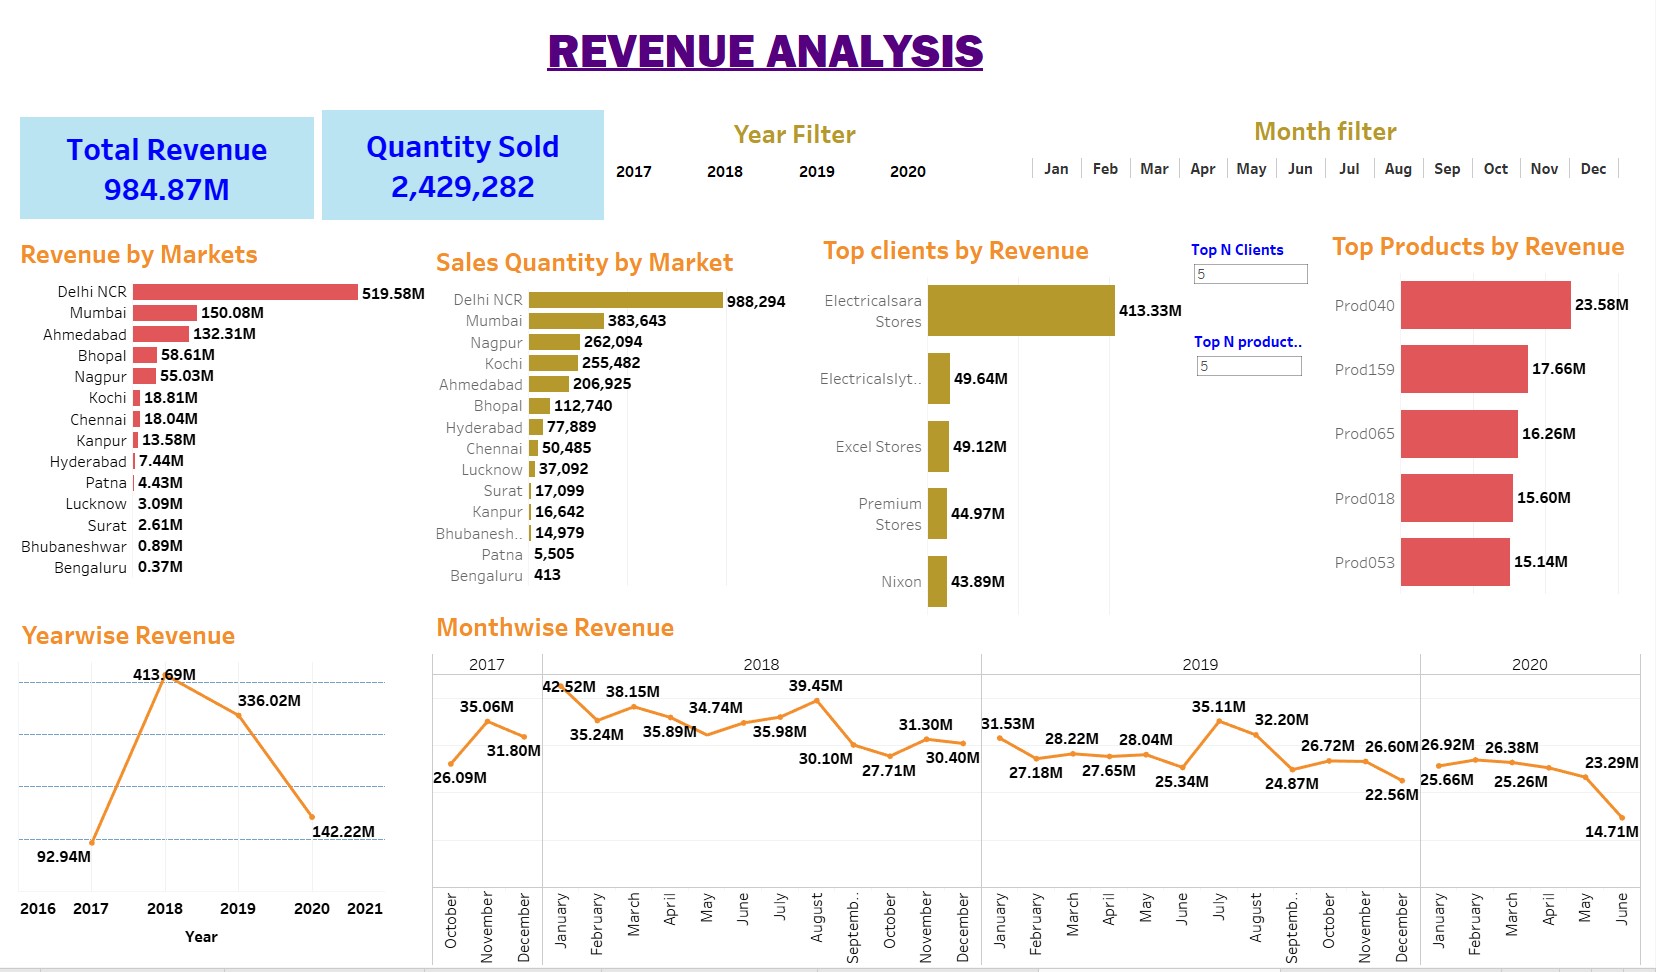 REVENUE ANALYSIS
Total Revenue
984.87M
Quantity Sold
2,429,282
Year Filter
2017 2018 2019 2020
Month filter
Jan Feb Mar Apr May Jun Jul Aug Sep Oct Nov Dec
Revenue by Markets
Delhi NCR 519.58M
Mumbai 150.08M
Ahmedabad 132.31M
Bhopal 58.61M
Nagpur 55.03M
Kochi 18.81M
Chennai 18.04M
Kanpur 13.58M
Hyderabad 7.44M
Patna 4.43M
Lucknow 3.09M
Surat 2.61M
Bhubaneshwar 0.89M
Bengaluru 0.37M
Sales Quantity by Market
Delhi NCR 988,294
Mumbai 383,643
Nagpur 262,094
Kochi 255,482
Ahmedabad 206,925
Bhopal 112,740
Hyderabad 77,889
Chennai 50,485
Lucknow 37,092
Surat 17,099
Kanpur 16,642
Bhubanesh.. 14,979
Patna 5,505
Bengaluru 413
Top clients by Revenue
Electricalsara
Stores 413.33M
Electricalslyt.. 49.64M
Excel Stores 49.12M
Premium
Stores 44.97M
Nixon 43.89M
Top N Clients
5
Top N product..
5
Top Products by Revenue
Prod040 23.58M
Prod159 17.66M
Prod065 16.26M
Prod018 15.60M
Prod053 15.14M
Yearwise Revenue
413.69M
336.02M
142.22M
92.94M
2016 2017 2018 2019 2020 2021
Year
Monthwise Revenue
2017 2018 2019 2020
26.09M 35.06M 31.80M
42.52M 35.24M 38.15M 35.89M 34.74M 35.98M 39.45M 30.10M 27.71M 31.30M 30.40M
31.53M 27.18M 28.22M 27.65M 28.04M 25.34M 35.11M 32.20M 24.87M 26.72M 26.60M 22.56M
25.66M 26.92M 26.38M 25.26M 23.29M 14.71M
October November December
January February March April May June July August Septemb.. October November December
January February March April May June July August Septemb.. October November December
January February March April May June